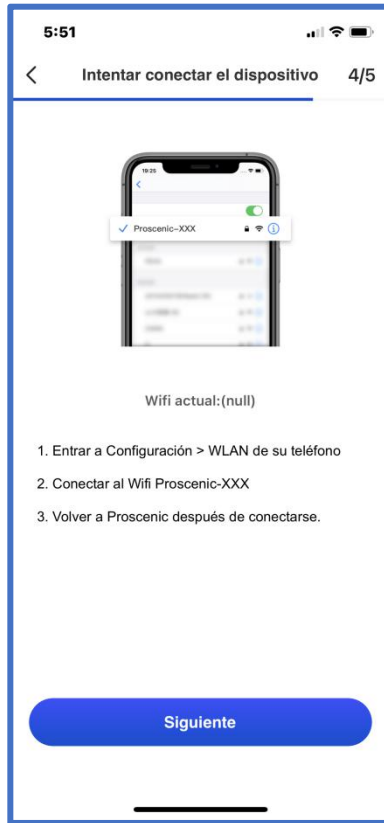 5:51
Intentar conectar el dispositivo 4/5
19:25
Proscenic-XXX
Wifi actual:(null)
1. Entrar a Configuración > WLAN de su teléfono
2. Conectar al Wifi Proscenic-XXX
3. Volver a Proscenic después de conectarse.
Siguiente